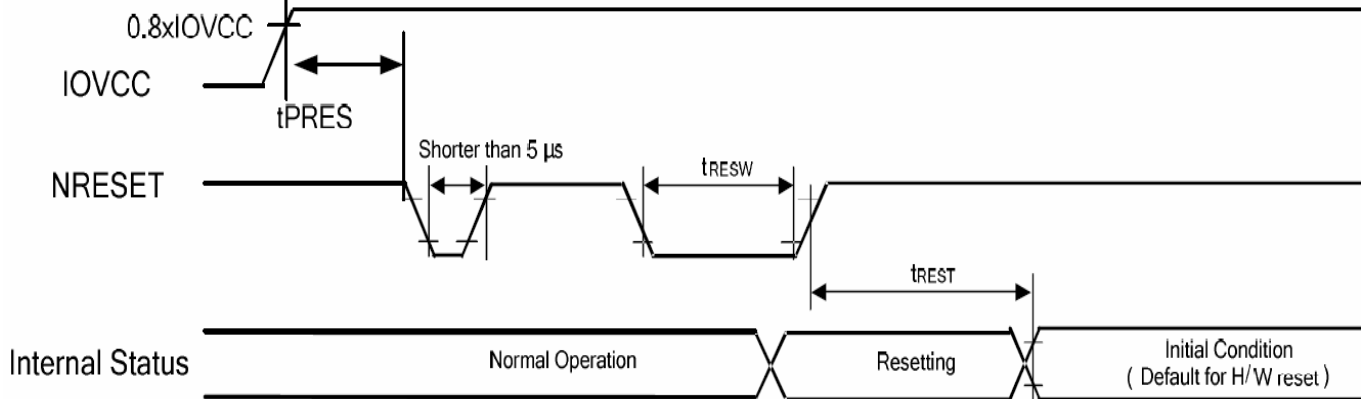 0.8xIOVCC
IOVCC
tPRES
Shorter than 5 µs
NRESET
tRESW
tREST
Internal Status
Normal Operation
Resetting
Initial Condition
( Default for H/W reset )